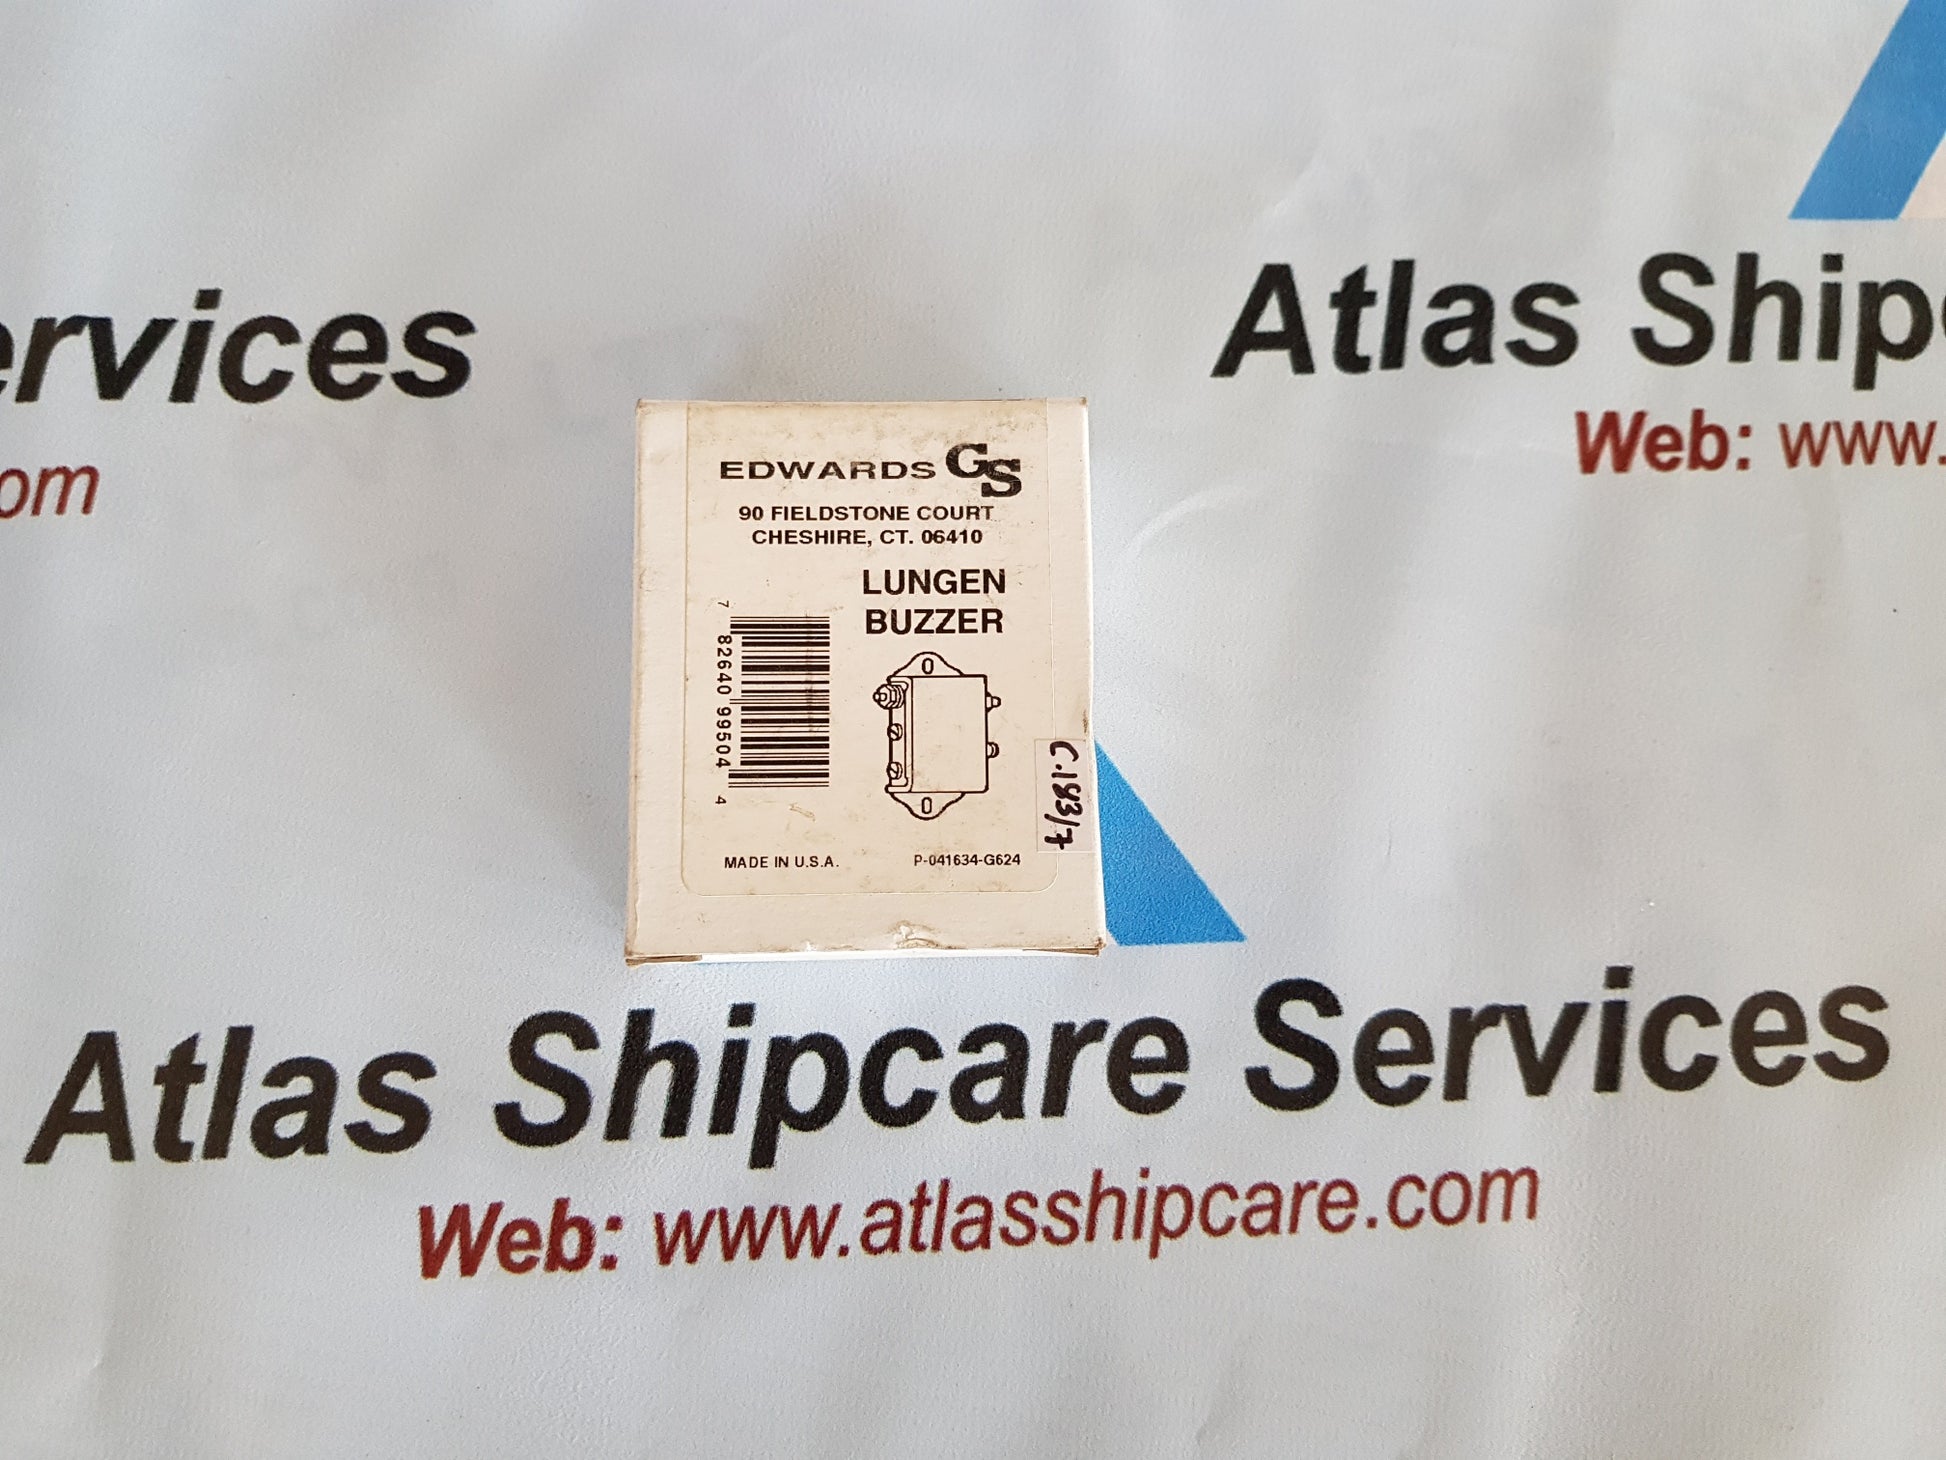 ervices
om
Atlas Shipc
Web: www.
EDWARDS GS
90 FIELDSTONE COURT
CHESHIRE, CT. 06410
LUNGEN
BUZZER
7 82640 99504 4
C.183/7
MADE IN U.S.A. P-041634-G624
Atlas Shipcare Services
Web: www.atlasshipcare.com